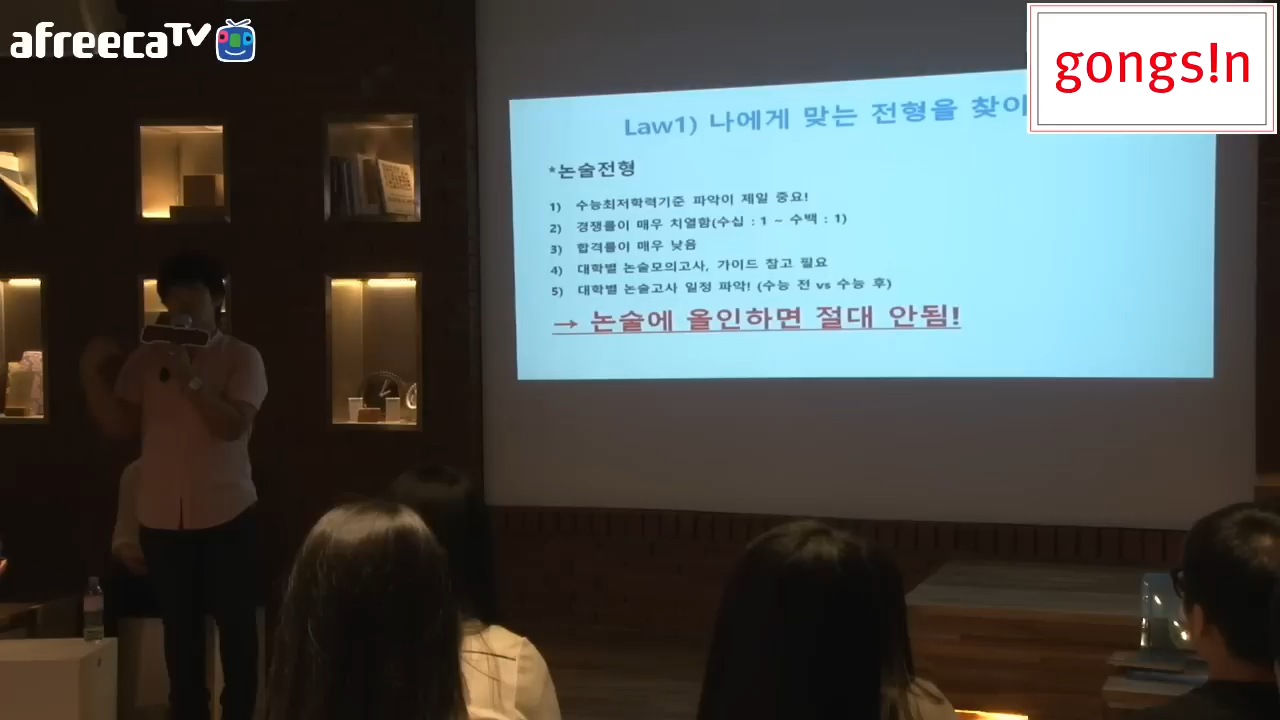 afreecaTV
gongs!n
Law1) 나에게 맞는 전형을 찾아
*논술전형
1) 수능최저학력기준 파악이 제일 중요!
2) 경쟁률이 매우 치열함(수십 : 1 ~ 수백 : 1)
3) 합격률이 매우 낮음
4) 대학별 논술모의고사, 가이드 참고 필요
5) 대학별 논술고사 일정 파악! (수능 전 vs 수능 후)
→ 논술에 올인하면 절대 안됨!